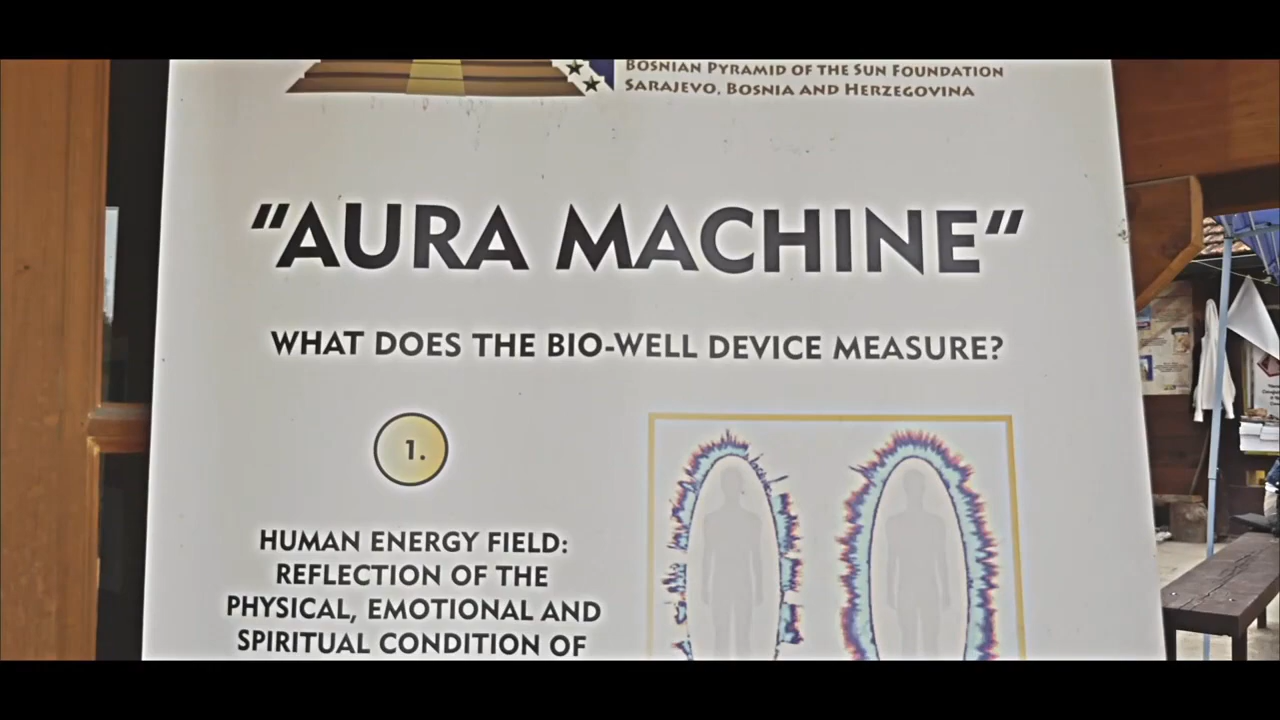 BOSNIAN PYRAMID OF THE SUN FOUNDATION
SARAJEVO, BOSNIA AND HERZEGOVINA
"AURA MACHINE“
WHAT DOES THE BIO-WELL DEVICE MEASURE?
1.
HUMAN ENERGY FIELD:
REFLECTION OF THE
PHYSICAL, EMOTIONAL AND
SPIRITUAL CONDITION OF